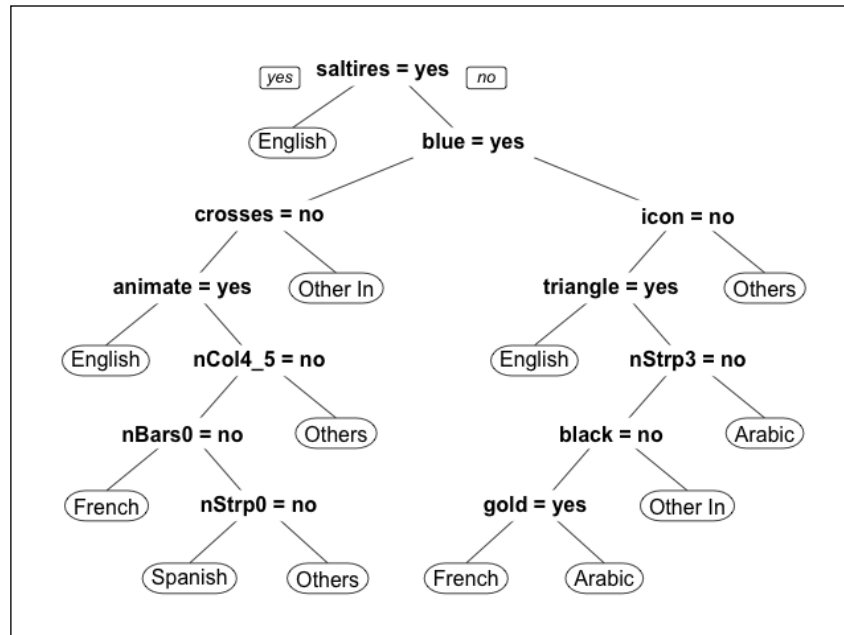 yes saltires = yes no
English blue = yes
crosses = no icon = no
animate = yes Other In triangle = yes Others
English nCol4_5 = no English nStrp3 = no
nBars0 = no Others black = no Arabic
French nStrp0 = no gold = yes Other In
Spanish Others French Arabic